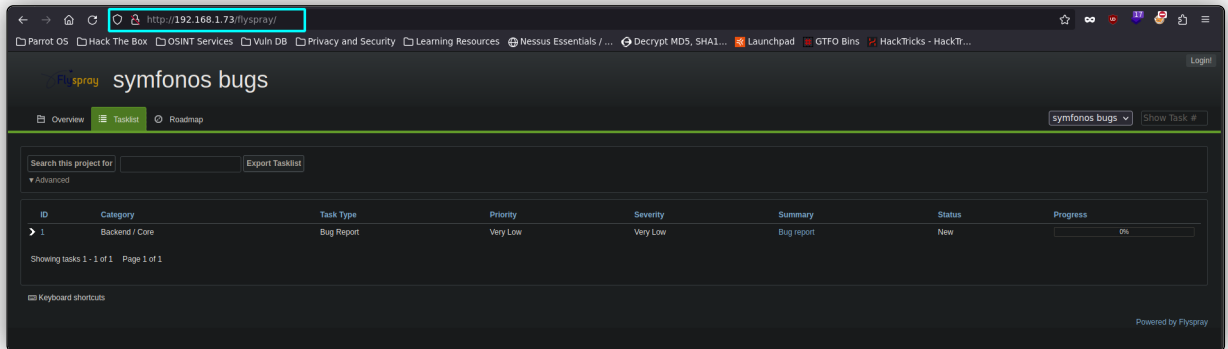 http://192.168.1.73/flyspray/
17
Parrot OS Hack The Box OSINT Services Vuln DB Privacy and Security Learning Resources Nessus Essentials / ... Decrypt MD5, SHA1... Launchpad GTFO Bins HackTricks - HackTr...
Login!
Flyspray symfonos bugs
Overview Tasklist Roadmap symfonos bugs Show Task #
Search this project for Export Tasklist
Advanced
ID Category Task Type Priority Severity Summary Status Progress
1 Backend / Core Bug Report Very Low Very Low Bug report New 0%
Showing tasks 1 - 1 of 1 Page 1 of 1
Keyboard shortcuts
Powered by Flyspray